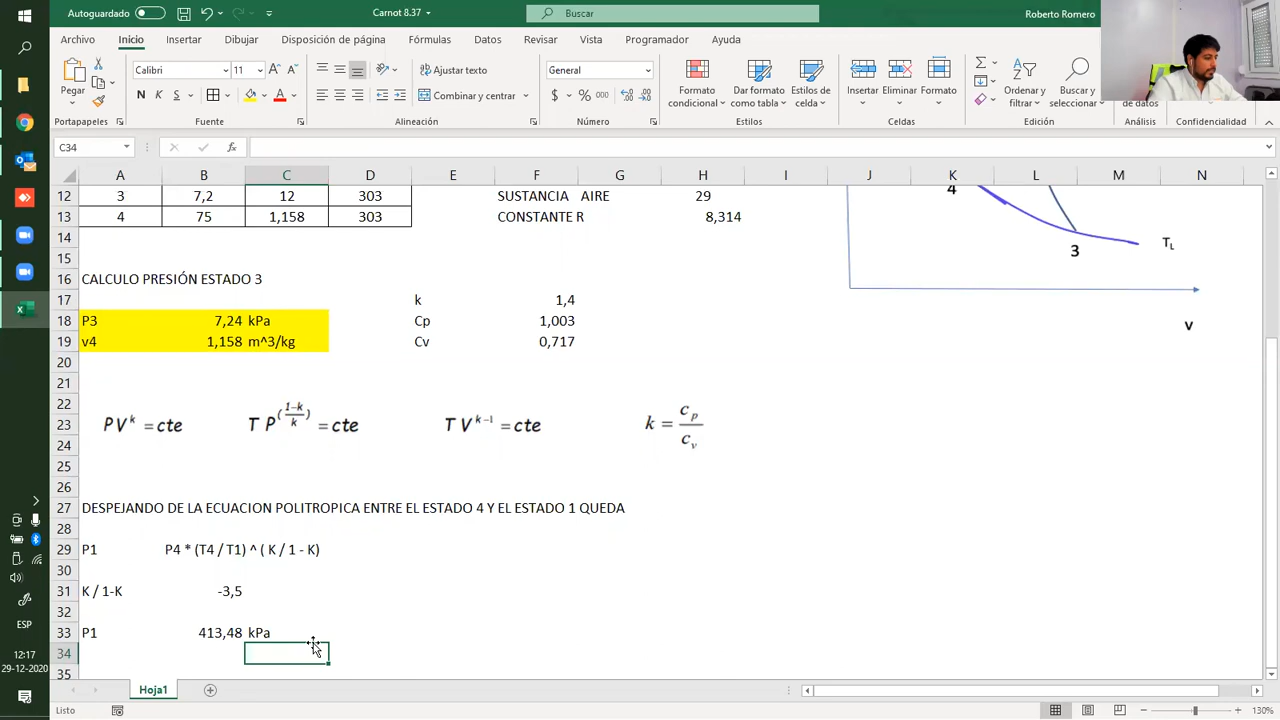 Autoguardado
Carnot 8.37
Buscar
Roberto Romero
Archivo Inicio Insertar Dibujar Disposición de página Fórmulas Datos Revisar Vista Programador Ayuda
Pegar
Calibri 11
N K S
Ajustar texto
Combinar y centrar
General
$ % 000
Formato condicional
Dar formato como tabla
Estilos de celda
Insertar Eliminar Formato
Ordenar y filtrar
Buscar y seleccionar
de datos
Portapapeles Fuente Alineación Número Estilos Celdas Edición Análisis Confidencialidad
C34 fx
A B C D E F G H I J K L M N
12 3 7,2 12 303 SUSTANCIA AIRE 29 4
13 4 75 1,158 303 CONSTANTE R 8,314
14 TL
15 3
16 CALCULO PRESIÓN ESTADO 3
17 k 1,4
18 P3 7,24 kPa Cp 1,003 v
19 v4 1,158 m^3/kg Cv 0,717
20
21
22
23 PV^k = cte T P^((1-k)/k) = cte T V^k-1 = cte k = cp/cv
24
25
26
27 DESPEJANDO DE LA ECUACION POLITROPICA ENTRE EL ESTADO 4 Y EL ESTADO 1 QUEDA
28
29 P1 P4 * (T4 / T1) ^ ( K / 1 - K)
30
31 K / 1-K -3,5
32
33 P1 413,48 kPa
34
35
ESP
12:17
29-12-2020
Hoja1
Listo
130%